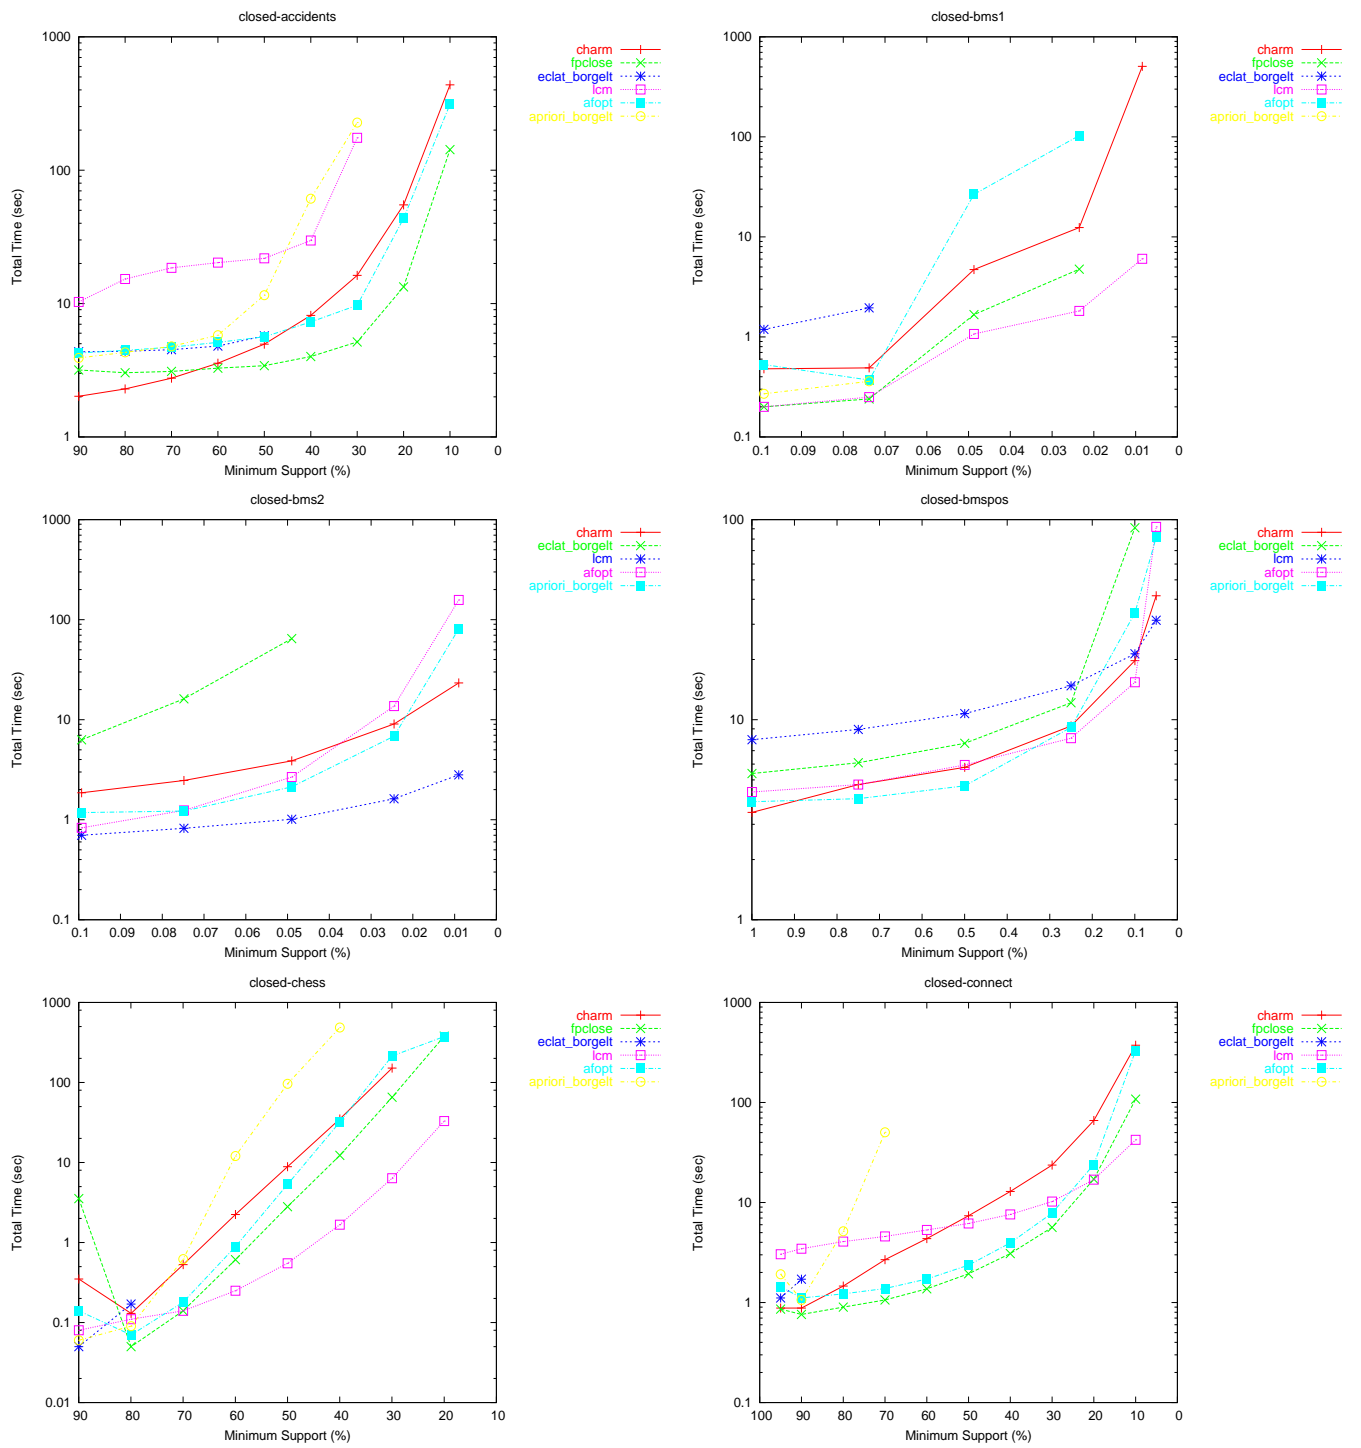 closed-accidents
1000
100
10
1
Total Time (sec)
90 80 70 60 50 40 30 20 10 0
Minimum Support (%)
charm
fpclose
eclat_borgelt
lcm
afopt
apriori_borgelt
closed-bms1
1000
100
10
1
0.1
Total Time (sec)
0.1 0.09 0.08 0.07 0.06 0.05 0.04 0.03 0.02 0.01 0
Minimum Support (%)
charm
fpclose
eclat_borgelt
lcm
afopt
apriori_borgelt
closed-bms2
1000
100
10
1
0.1
Total Time (sec)
0.1 0.09 0.08 0.07 0.06 0.05 0.04 0.03 0.02 0.01 0
Minimum Support (%)
charm
eclat_borgelt
lcm
afopt
apriori_borgelt
closed-bmspos
100
10
1
Total Time (sec)
1 0.9 0.8 0.7 0.6 0.5 0.4 0.3 0.2 0.1 0
Minimum Support (%)
charm
eclat_borgelt
lcm
afopt
apriori_borgelt
closed-chess
1000
100
10
1
0.1
0.01
Total Time (sec)
90 80 70 60 50 40 30 20 10
Minimum Support (%)
charm
fpclose
eclat_borgelt
lcm
afopt
apriori_borgelt
closed-connect
1000
100
10
1
0.1
Total Time (sec)
100 90 80 70 60 50 40 30 20 10 0
Minimum Support (%)
charm
fpclose
eclat_borgelt
lcm
afopt
apriori_borgelt